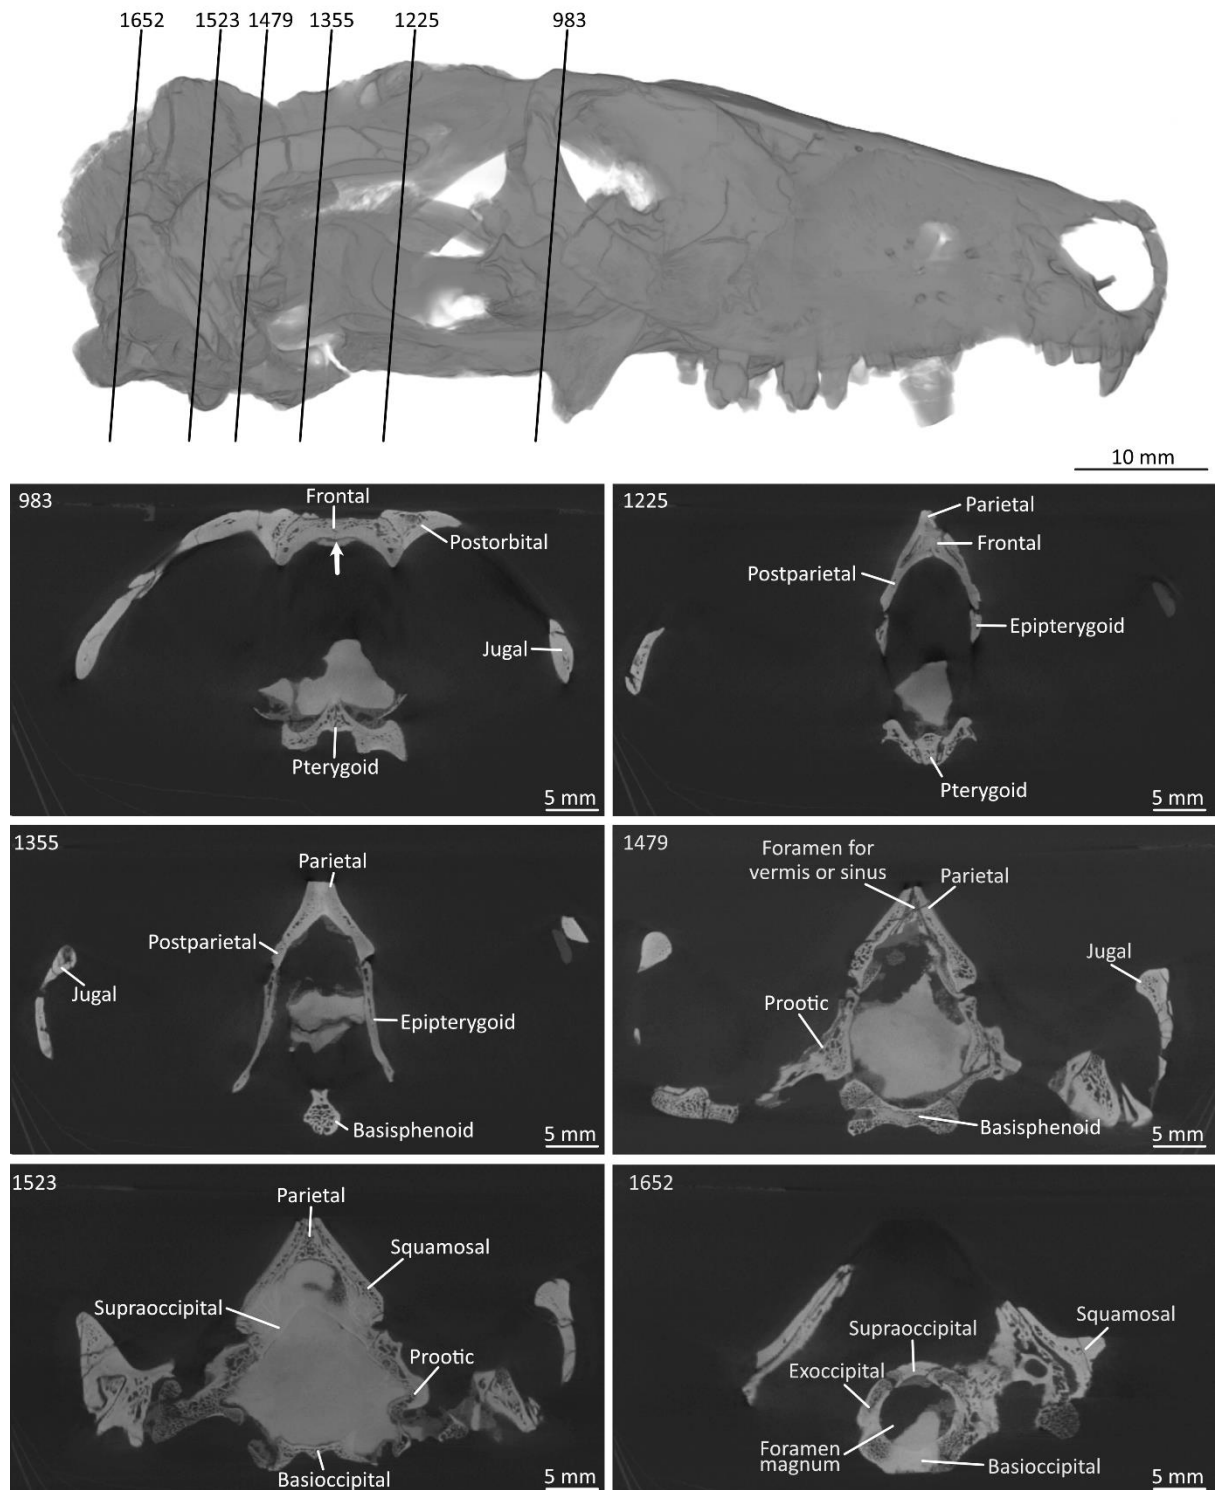 1652
1523
1479
1355
1225
983
10 mm
983
Frontal
Postorbital
Jugal
Pterygoid
5 mm
1225
Parietal
Frontal
Postparietal
Epipterygoid
Pterygoid
5 mm
1355
Parietal
Postparietal
Jugal
Epipterygoid
Basisphenoid
5 mm
1479
Foramen for
vermis or sinus
Parietal
Jugal
Prootic
Basisphenoid
5 mm
1523
Parietal
Squamosal
Supraoccipital
Prootic
Basioccipital
5 mm
1652
Supraoccipital
Squamosal
Exoccipital
Foramen
magnum
Basioccipital
5 mm